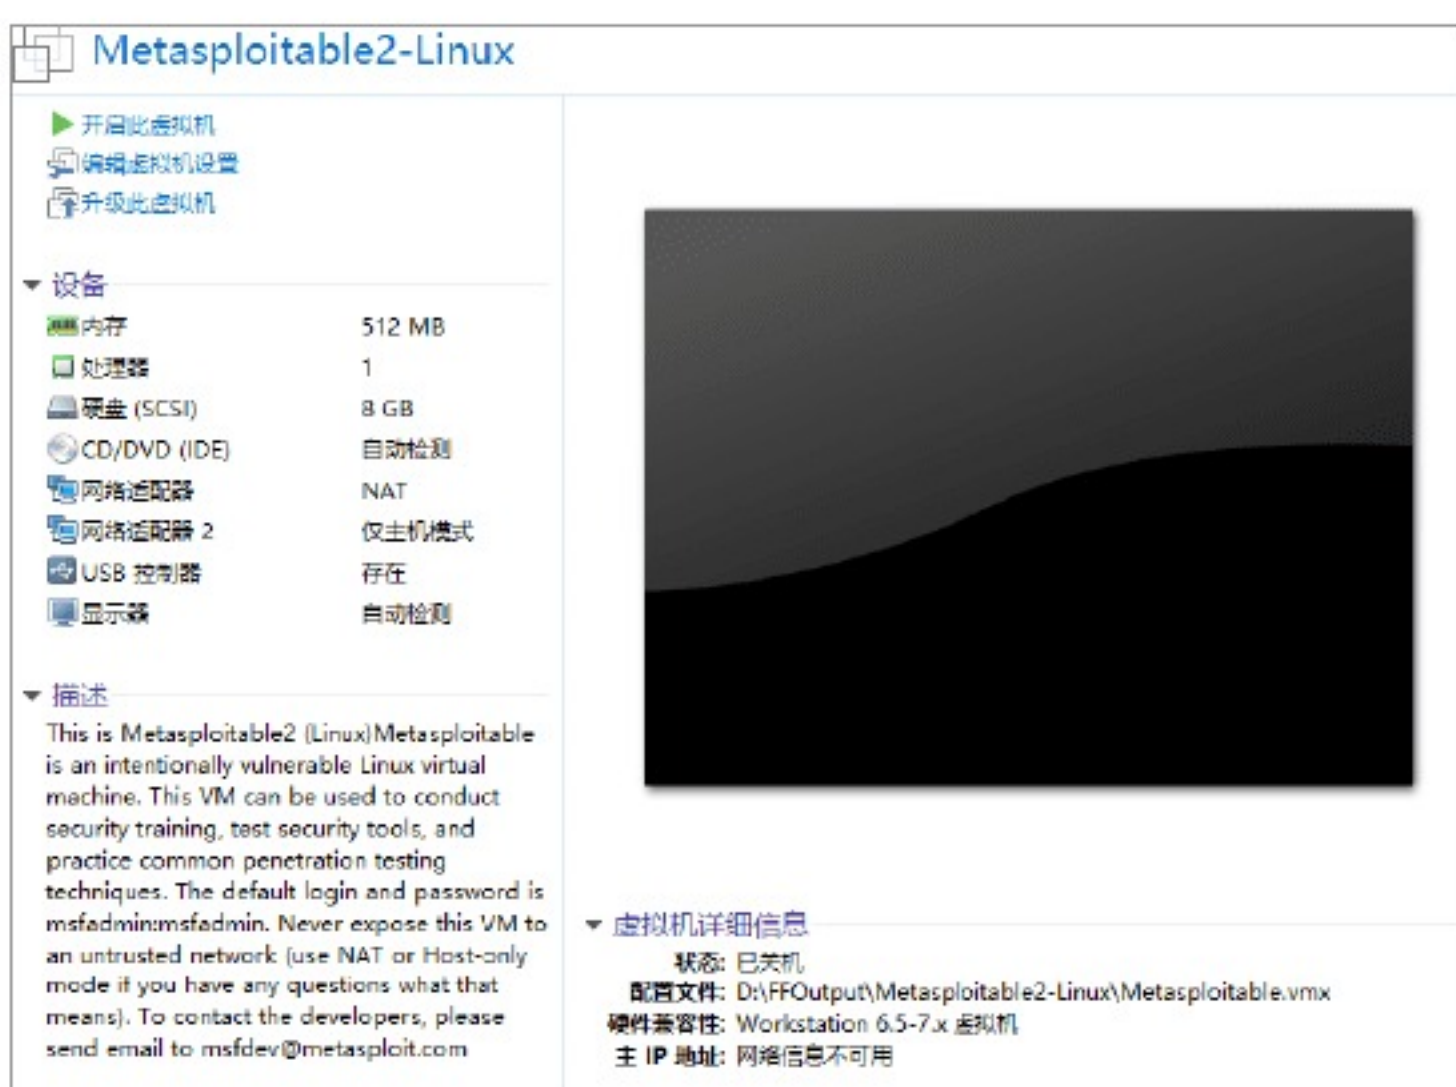 Metasploitable2-Linux
开启此虚拟机
编辑虚拟机设置
升级此虚拟机
设备
内存 512 MB
处理器 1
硬盘 (SCSI) 8 GB
CD/DVD (IDE) 自动检测
网络适配器 NAT
网络适配器 2 仅主机模式
USB 控制器 存在
显示器 自动检测
描述
This is Metasploitable2 (Linux)Metasploitable
is an intentionally vulnerable Linux virtual
machine. This VM can be used to conduct
security training, test security tools, and
practice common penetration testing
techniques. The default login and password is
msfadmin:msfadmin. Never expose this VM to
an untrusted network (use NAT or Host-only
mode if you have any questions what that
means). To contact the developers, please
send email to msfdev@metasploit.com
虚拟机详细信息
状态: 已关机
配置文件: D:\FFOutput\Metasploitable2-Linux\Metasploitable.vmx
硬件兼容性: Workstation 6.5-7.x 虚拟机
主 IP 地址: 网络信息不可用